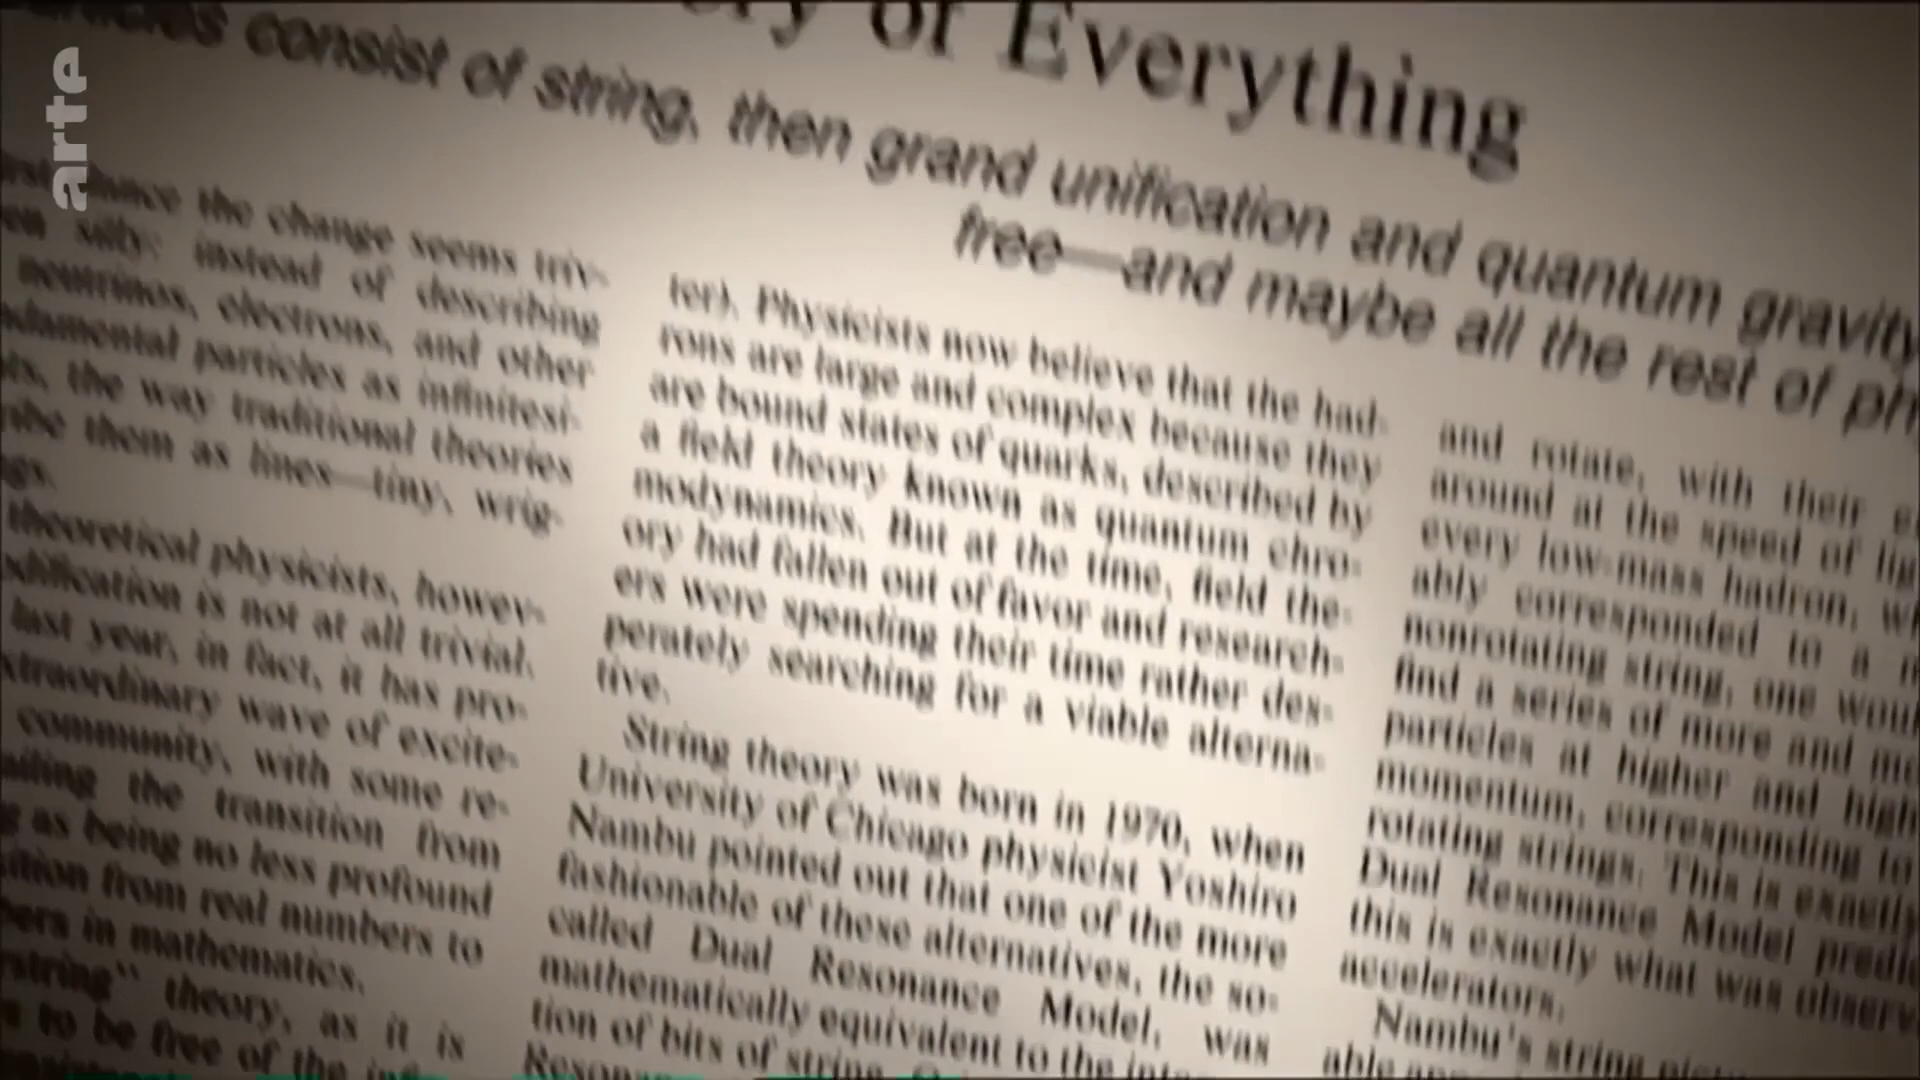 arte
ry of Everything
consist of string, then grand unification and quantum gravity
free—and maybe all the rest of
the change seems triv-
silly: instead of describing
neutrinos, electrons, and other
particles as infinitesi-
the way traditional theories
them as lines—tiny, wrig-
theoretical physicists, howev-
is not at all trivial.
last year, in fact, it has pro-
wave of excite-
community, with some re-
the transition from
as being no less profound
from real numbers to
in mathematics.
theory, as it is
to be free of the
ter). Physicists now believe that the had-
rons are large and complex because they
are bound states of quarks, described by
a field theory known as quantum chro-
modynamics. But at the time, field the-
ory had fallen out of favor and research-
ers were spending their time rather des-
perately searching for a viable alterna-
tive.
String theory was born in 1970, when
University of Chicago physicist Yoshiro
Nambu pointed out that one of the more
fashionable of these alternatives, the so-
called Dual Resonance Model, was
mathematically equivalent to the
tion of bits of string.
and rotate, with their
around at the speed of
every low-mass hadron,
ably corresponded to a
nonrotating string, one
find a series of more and
particles at higher and
momentum, corresponding to
rotating strings. This is
Dual Resonance Model
this is exactly what was
accelerators.
Nambu's string